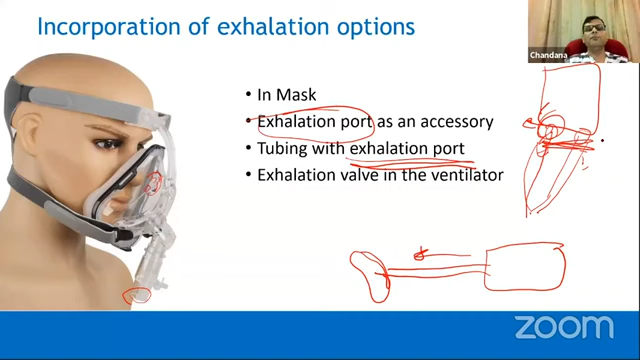 Incorporation of exhalation options
Chandana
• In Mask
• Exhalation port as an accessory
• Tubing with exhalation port
• Exhalation valve in the ventilator
zoom